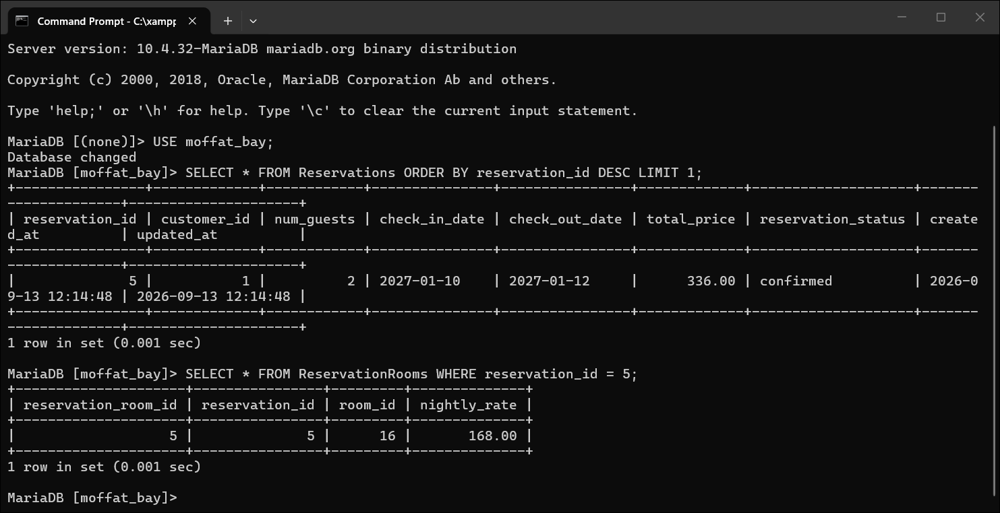 Command Prompt - C:\xampp
Server version: 10.4.32-MariaDB mariadb.org binary distribution
Copyright (c) 2000, 2018, Oracle, MariaDB Corporation Ab and others.
Type 'help;' or '\h' for help. Type '\c' to clear the current input statement.
MariaDB [(none)]> USE moffat_bay;
Database changed
MariaDB [moffat_bay]> SELECT * FROM Reservations ORDER BY reservation_id DESC LIMIT 1;
+----------------+-------------+------------+---------------+----------------+-------------+--------------------+-------
--------------+---------------------+
| reservation_id | customer_id | num_guests | check_in_date | check_out_date | total_price | reservation_status | create
d_at          | updated_at          |
+----------------+-------------+------------+---------------+----------------+-------------+--------------------+-------
--------------+---------------------+
|              5 |           1 |          2 | 2027-01-10    | 2027-01-12     |      336.00 | confirmed          | 2026-0
9-13 12:14:48 | 2026-09-13 12:14:48 |
+----------------+-------------+------------+---------------+----------------+-------------+--------------------+-------
--------------+---------------------+
1 row in set (0.001 sec)
MariaDB [moffat_bay]> SELECT * FROM ReservationRooms WHERE reservation_id = 5;
+---------------------+----------------+---------+--------------+
| reservation_room_id | reservation_id | room_id | nightly_rate |
+---------------------+----------------+---------+--------------+
|                   5 |              5 |      16 |       168.00 |
+---------------------+----------------+---------+--------------+
1 row in set (0.001 sec)
MariaDB [moffat_bay]>